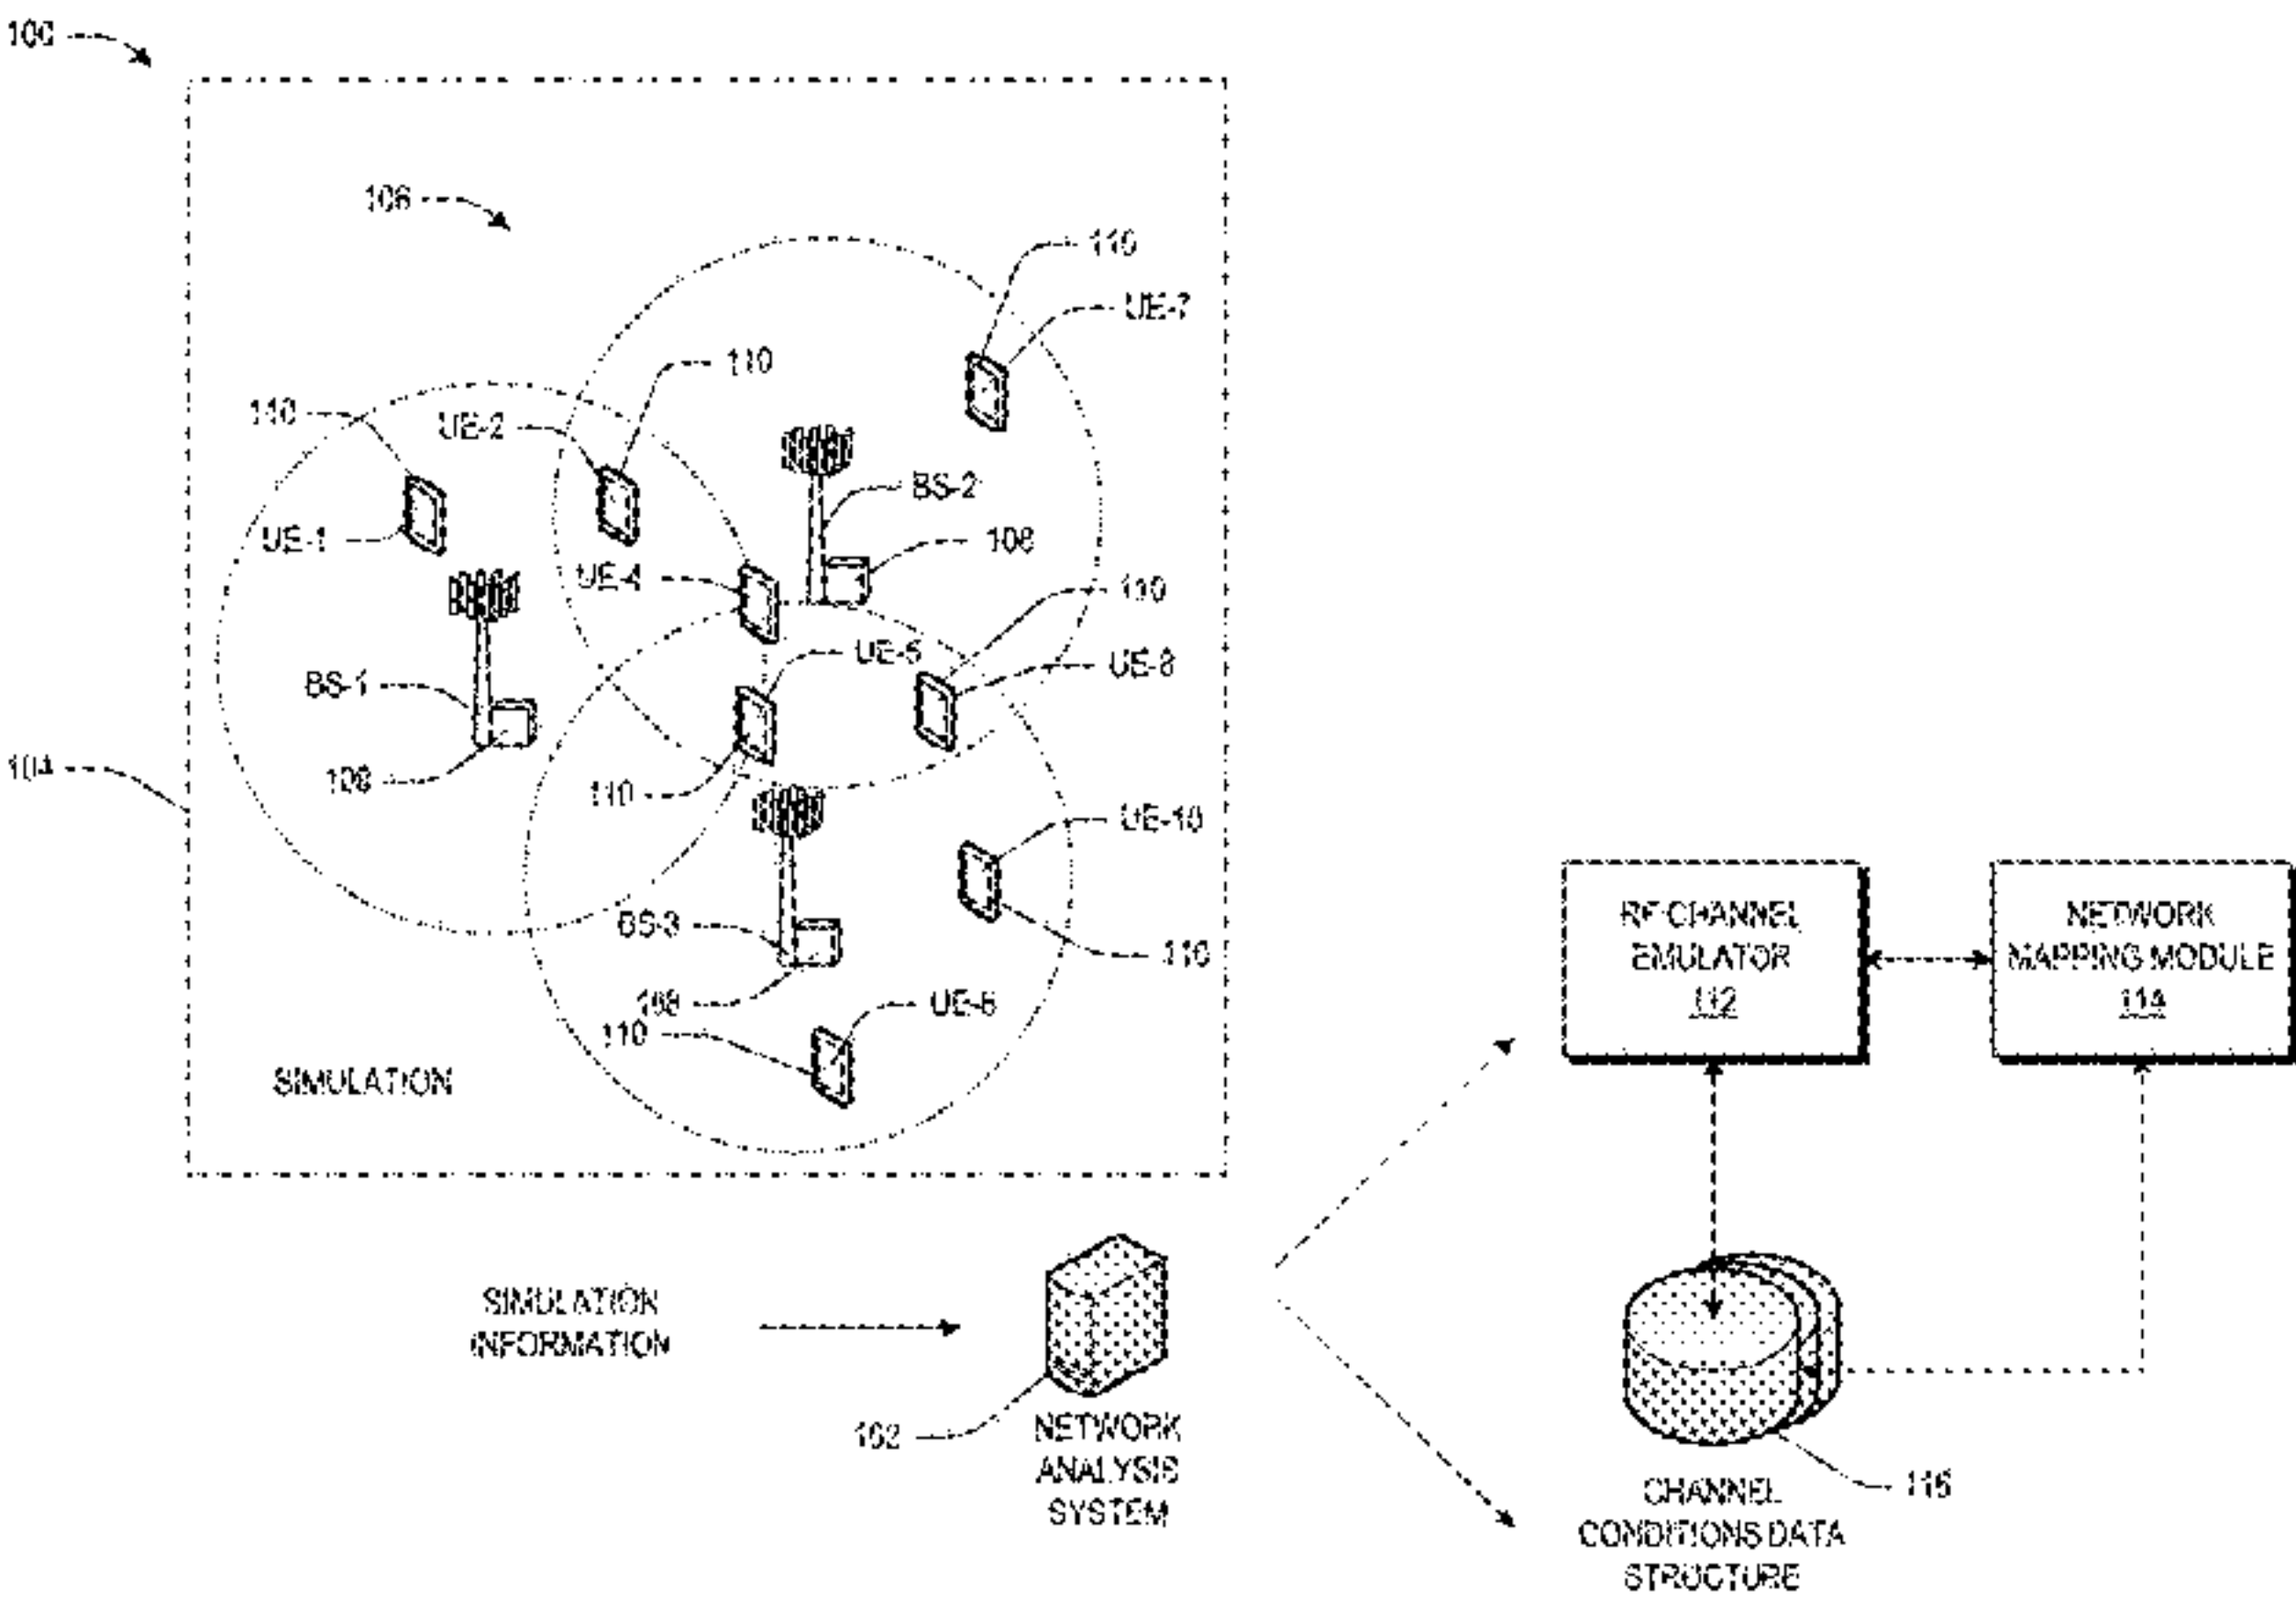 100
106
110
UE-7
110
110
UE-2
BS-2
UE-1
108
UE-4
110
UE-5
UE-8
BS-1
104
108
110
UE-10
BS-3
110
108
UE-6
110
SIMULATION
RF CHANNEL
EMULATOR
112
NETWORK
MAPPING MODULE
114
SIMULATION
INFORMATION
102
NETWORK
ANALYSIS
SYSTEM
116
CHANNEL
CONDITIONS DATA
STRUCTURE